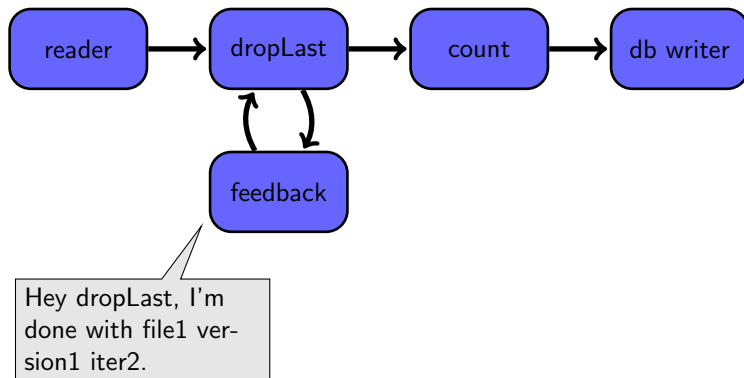 reader
dropLast
count
db writer
feedback
Hey dropLast, I'm
done with file1 ver-
sion1 iter2.